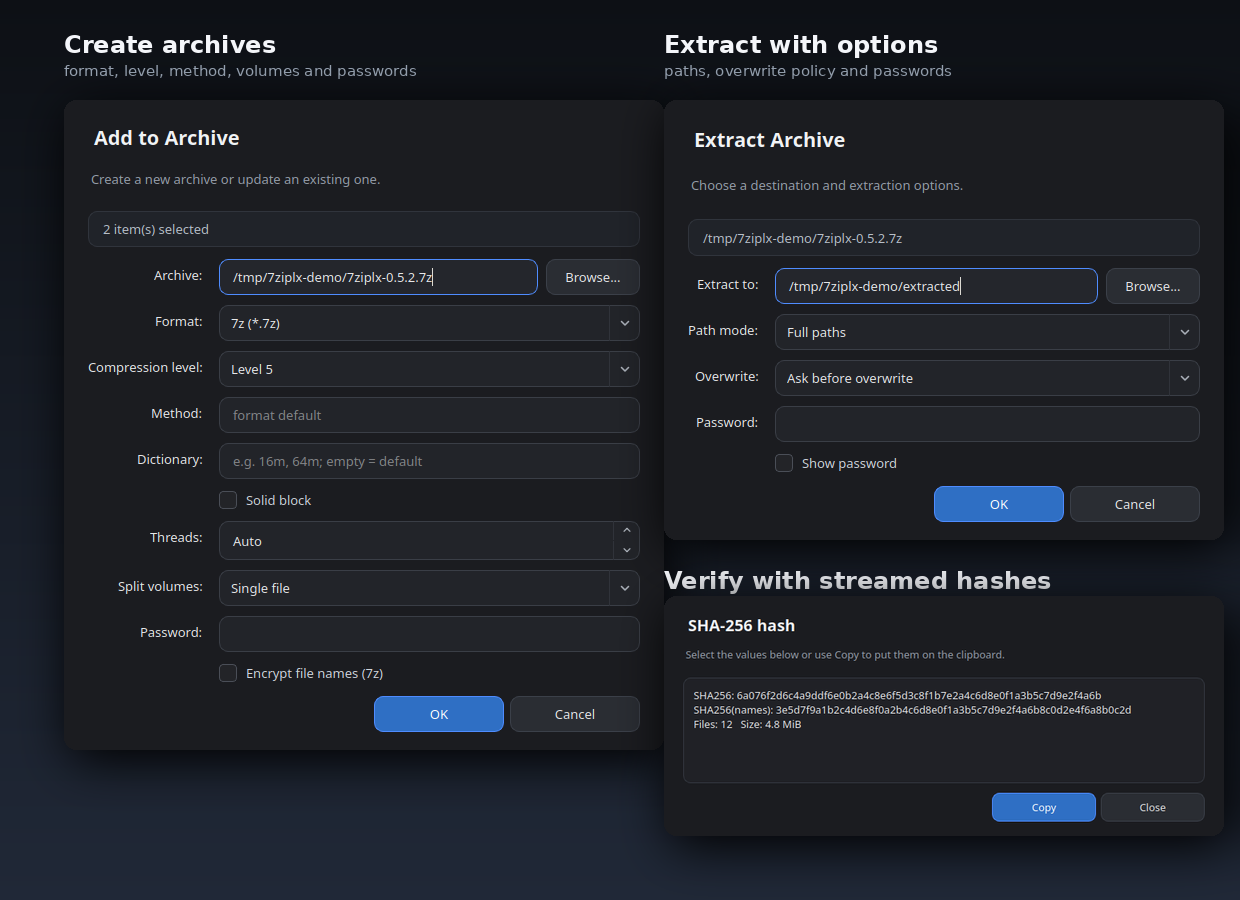 Create archives
format, level, method, volumes and passwords
Add to Archive
Create a new archive or update an existing one.
2 item(s) selected
Archive: /tmp/7ziplx-demo/7ziplx-0.5.2.7z Browse...
Format: 7z (*.7z)
Compression level: Level 5
Method: format default
Dictionary: e.g. 16m, 64m; empty = default
Solid block
Threads: Auto
Split volumes: Single file
Password:
Encrypt file names (7z)
OK Cancel
Extract with options
paths, overwrite policy and passwords
Extract Archive
Choose a destination and extraction options.
/tmp/7ziplx-demo/7ziplx-0.5.2.7z
Extract to: /tmp/7ziplx-demo/extracted Browse...
Path mode: Full paths
Overwrite: Ask before overwrite
Password:
Show password
OK Cancel
Verify with streamed hashes
SHA-256 hash
Select the values below or use Copy to put them on the clipboard.
SHA256: 6a076f2d6c4a9ddf6e0b2a4c8e6f5d3c8f1b7e2a4c6d8e0f1a3b5c7d9e2f4a6b
SHA256(names): 3e5d7f9a1b2c4d6e8f0a2b4c6d8e0f1a3b5c7d9e2f4a6b8c0d2e4f6a8b0c2d
Files: 12 Size: 4.8 MiB
Copy Close